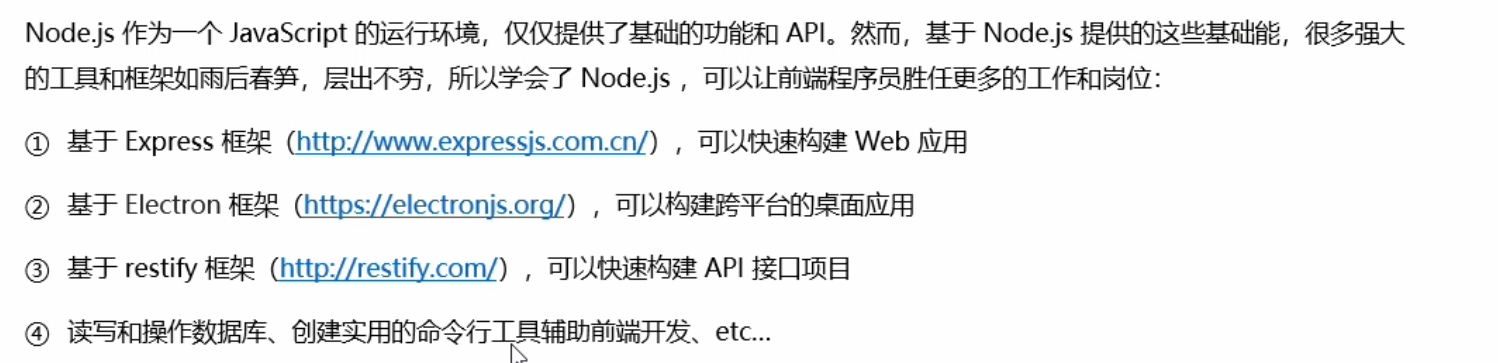 Node.js 作为一个 JavaScript 的运行环境，仅仅提供了基础的功能和 API。然而，基于 Node.js 提供的这些基础能，很多强大
的工具和框架如雨后春笋，层出不穷，所以学会了 Node.js ，可以让前端程序员胜任更多的工作和岗位：
① 基于 Express 框架（http://www.expressjs.com.cn/），可以快速构建 Web 应用
② 基于 Electron 框架（https://electronjs.org/），可以构建跨平台的桌面应用
③ 基于 restify 框架（http://restify.com/），可以快速构建 API 接口项目
④ 读写和操作数据库、创建实用的命令行工具辅助前端开发、etc...